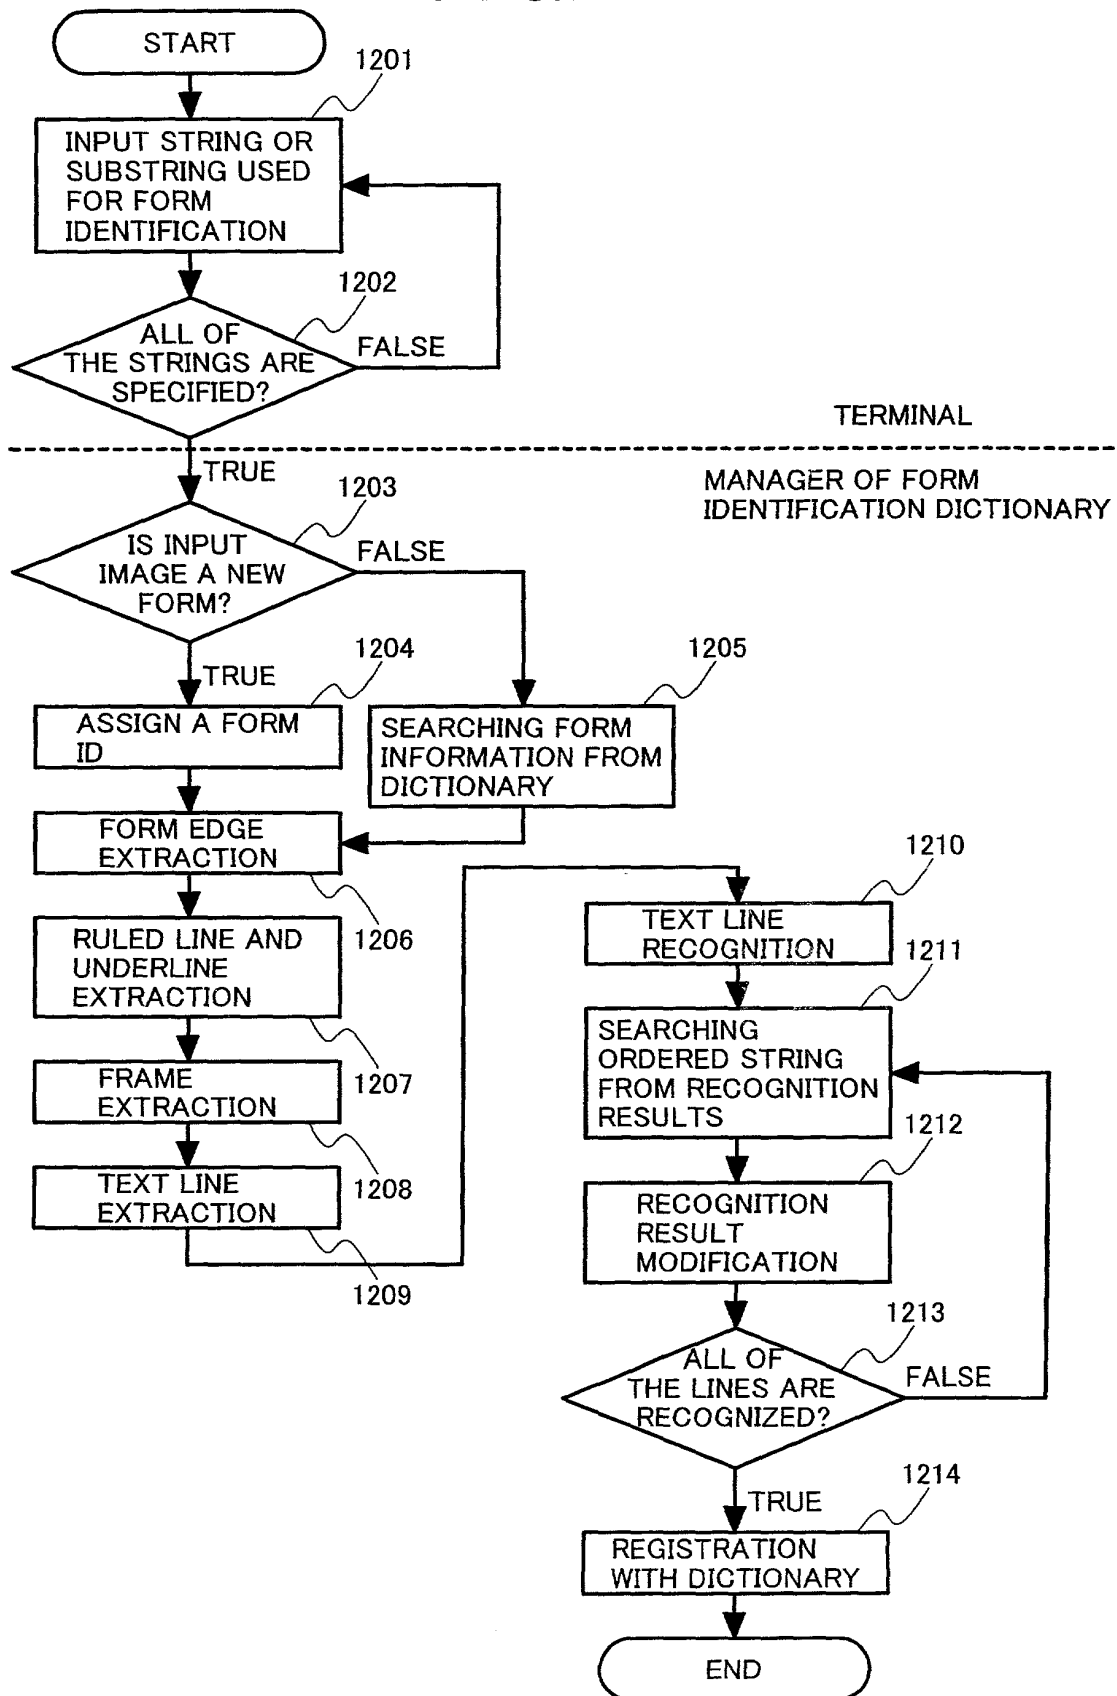 START
1201
INPUT STRING OR
SUBSTRING USED
FOR FORM
IDENTIFICATION
1202
ALL OF
THE STRINGS ARE
SPECIFIED?
FALSE
TERMINAL
TRUE
MANAGER OF FORM
IDENTIFICATION DICTIONARY
1203
IS INPUT
IMAGE A NEW
FORM?
FALSE
TRUE
1204
ASSIGN A FORM
ID
1205
SEARCHING FORM
INFORMATION FROM
DICTIONARY
FORM EDGE
EXTRACTION
1206
RULED LINE AND
UNDERLINE
EXTRACTION
1207
FRAME
EXTRACTION
1208
TEXT LINE
EXTRACTION
1209
1210
TEXT LINE
RECOGNITION
1211
SEARCHING
ORDERED STRING
FROM RECOGNITION
RESULTS
1212
RECOGNITION
RESULT
MODIFICATION
1213
ALL OF
THE LINES ARE
RECOGNIZED?
FALSE
TRUE
1214
REGISTRATION
WITH DICTIONARY
END